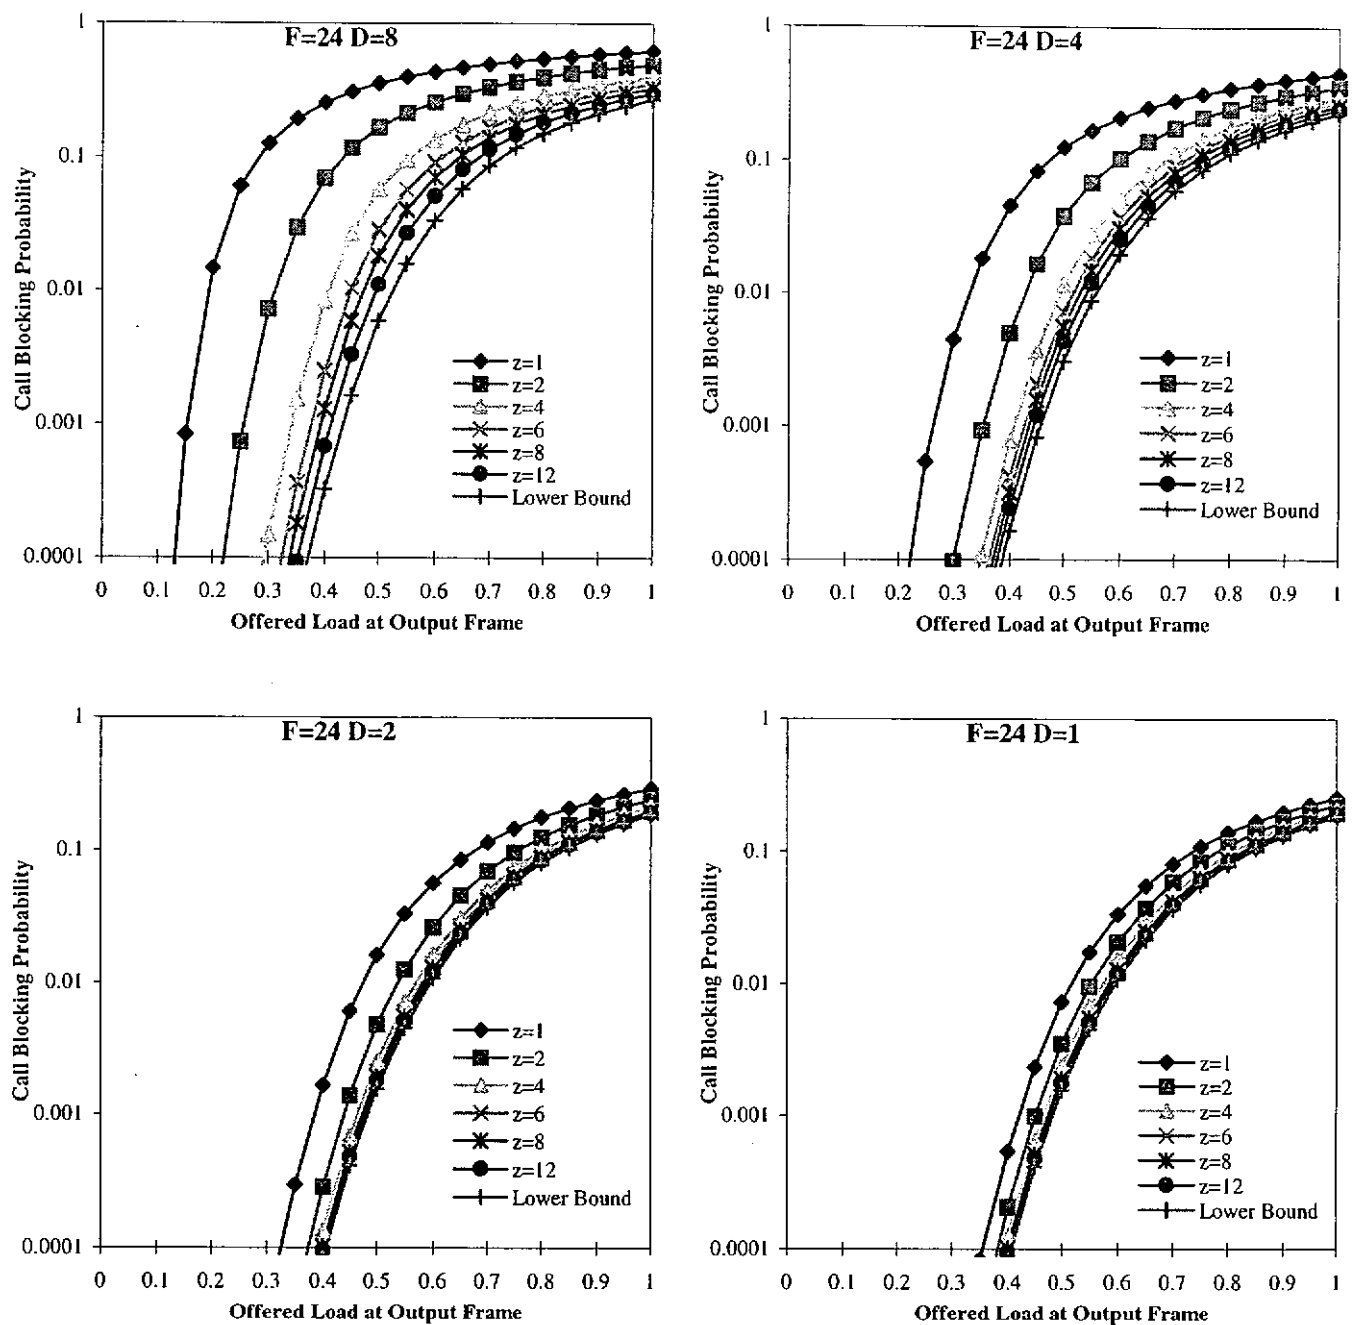 F=24 D=8
Call Blocking Probability
1
0.1
0.01
0.001
0.0001
z=1
z=2
z=4
z=6
z=8
z=12
Lower Bound
0 0.1 0.2 0.3 0.4 0.5 0.6 0.7 0.8 0.9 1
Offered Load at Output Frame
F=24 D=4
Call Blocking Probability
1
0.1
0.01
0.001
0.0001
z=1
z=2
z=4
z=6
z=8
z=12
Lower Bound
0 0.1 0.2 0.3 0.4 0.5 0.6 0.7 0.8 0.9 1
Offered Load at Output Frame
F=24 D=2
Call Blocking Probability
1
0.1
0.01
0.001
0.0001
z=1
z=2
z=4
z=6
z=8
z=12
Lower Bound
0 0.1 0.2 0.3 0.4 0.5 0.6 0.7 0.8 0.9 1
Offered Load at Output Frame
F=24 D=1
Call Blocking Probability
1
0.1
0.01
0.001
0.0001
z=1
z=2
z=4
z=6
z=8
z=12
Lower Bound
0 0.1 0.2 0.3 0.4 0.5 0.6 0.7 0.8 0.9 1
Offered Load at Output Frame